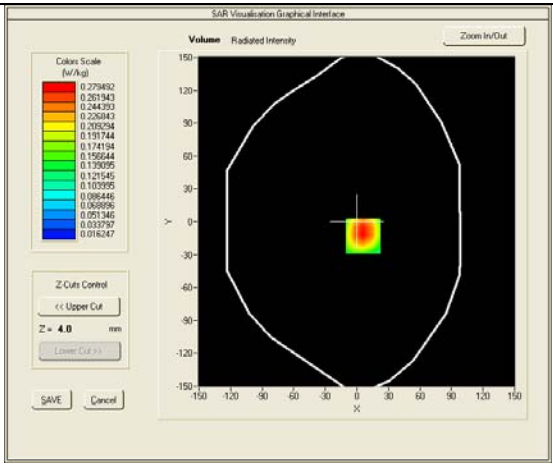 SAR Visualisation Graphical Interface
Volume Radiated Intensity
Zoom In/Out
Colors Scale
(W/kg)
0.279492
0.261943
0.244393
0.226843
0.209294
0.191744
0.174194
0.156644
0.139095
0.121545
0.103995
0.086446
0.068896
0.051346
0.033797
0.016247
150-
120-
90-
60-
30-
0-
-30-
-60-
-90-
-120-
-150-
Y
-150 -120 -90 -60 -30 0 30 60 90 120 150
X
Z-Cuts Control
<< Upper Cut
Z = 4.0 mm
Lower Cut >>
SAVE Cancel